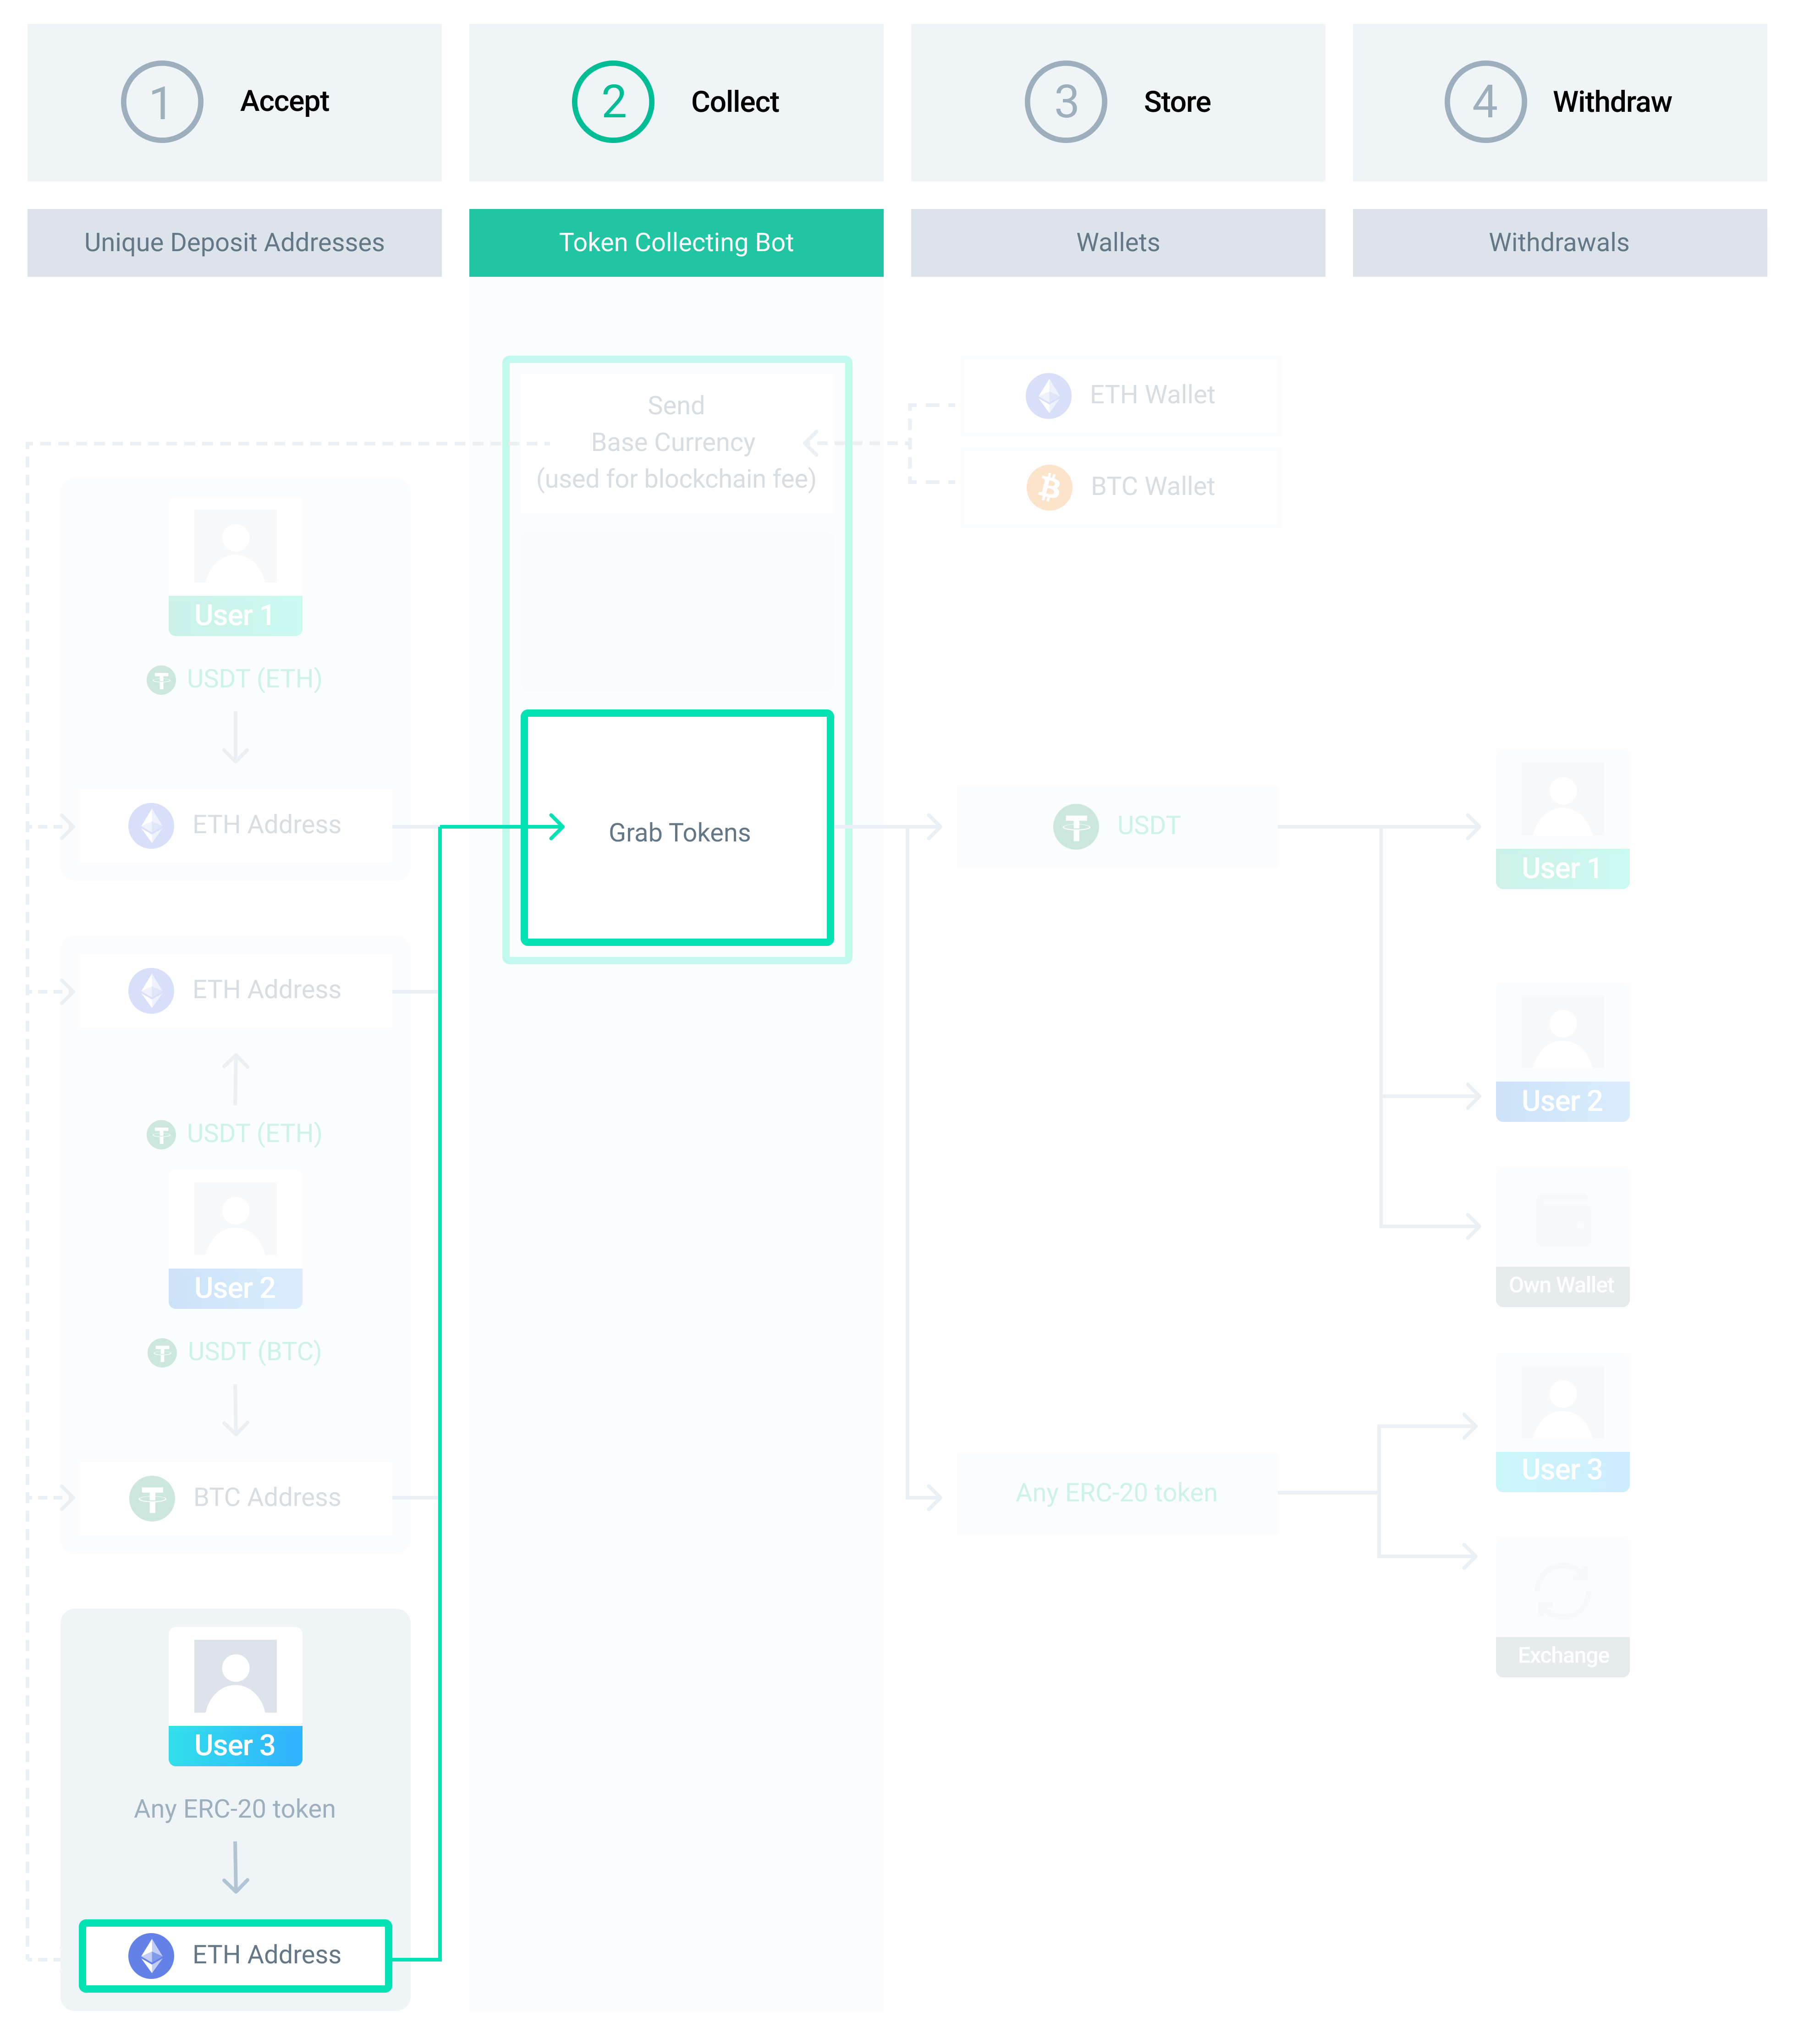 1
Accept
2
Collect
3
Store
4
Withdraw
Unique Deposit Addresses
Token Collecting Bot
Wallets
Withdrawals
Send
Base Currency
(used for blockchain fee)
ETH Wallet
BTC Wallet
User 1
USDT (ETH)
ETH Address
Grab Tokens
USDT
User 1
ETH Address
USDT (ETH)
User 2
USDT (BTC)
BTC Address
User 2
Own Wallet
Any ERC-20 token
User 3
Exchange
User 3
Any ERC-20 token
ETH Address